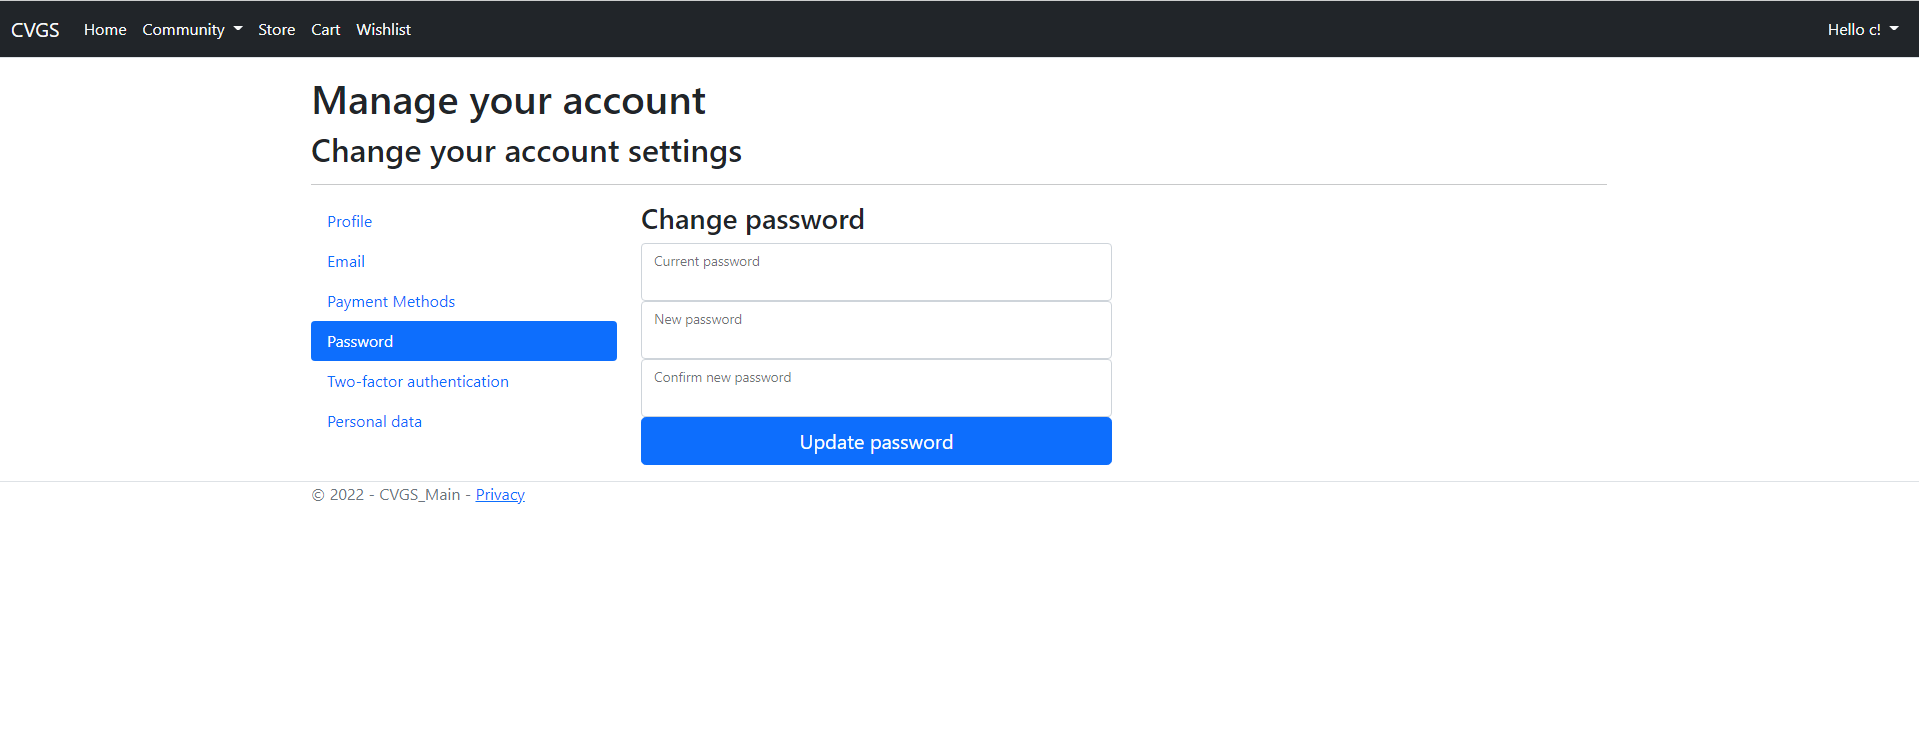 CVGS Home Community Store Cart Wishlist Hello c!
Manage your account
Change your account settings
Profile
Email
Payment Methods
Password
Two-factor authentication
Personal data
Change password
Current password
New password
Confirm new password
Update password
© 2022 - CVGS_Main - Privacy